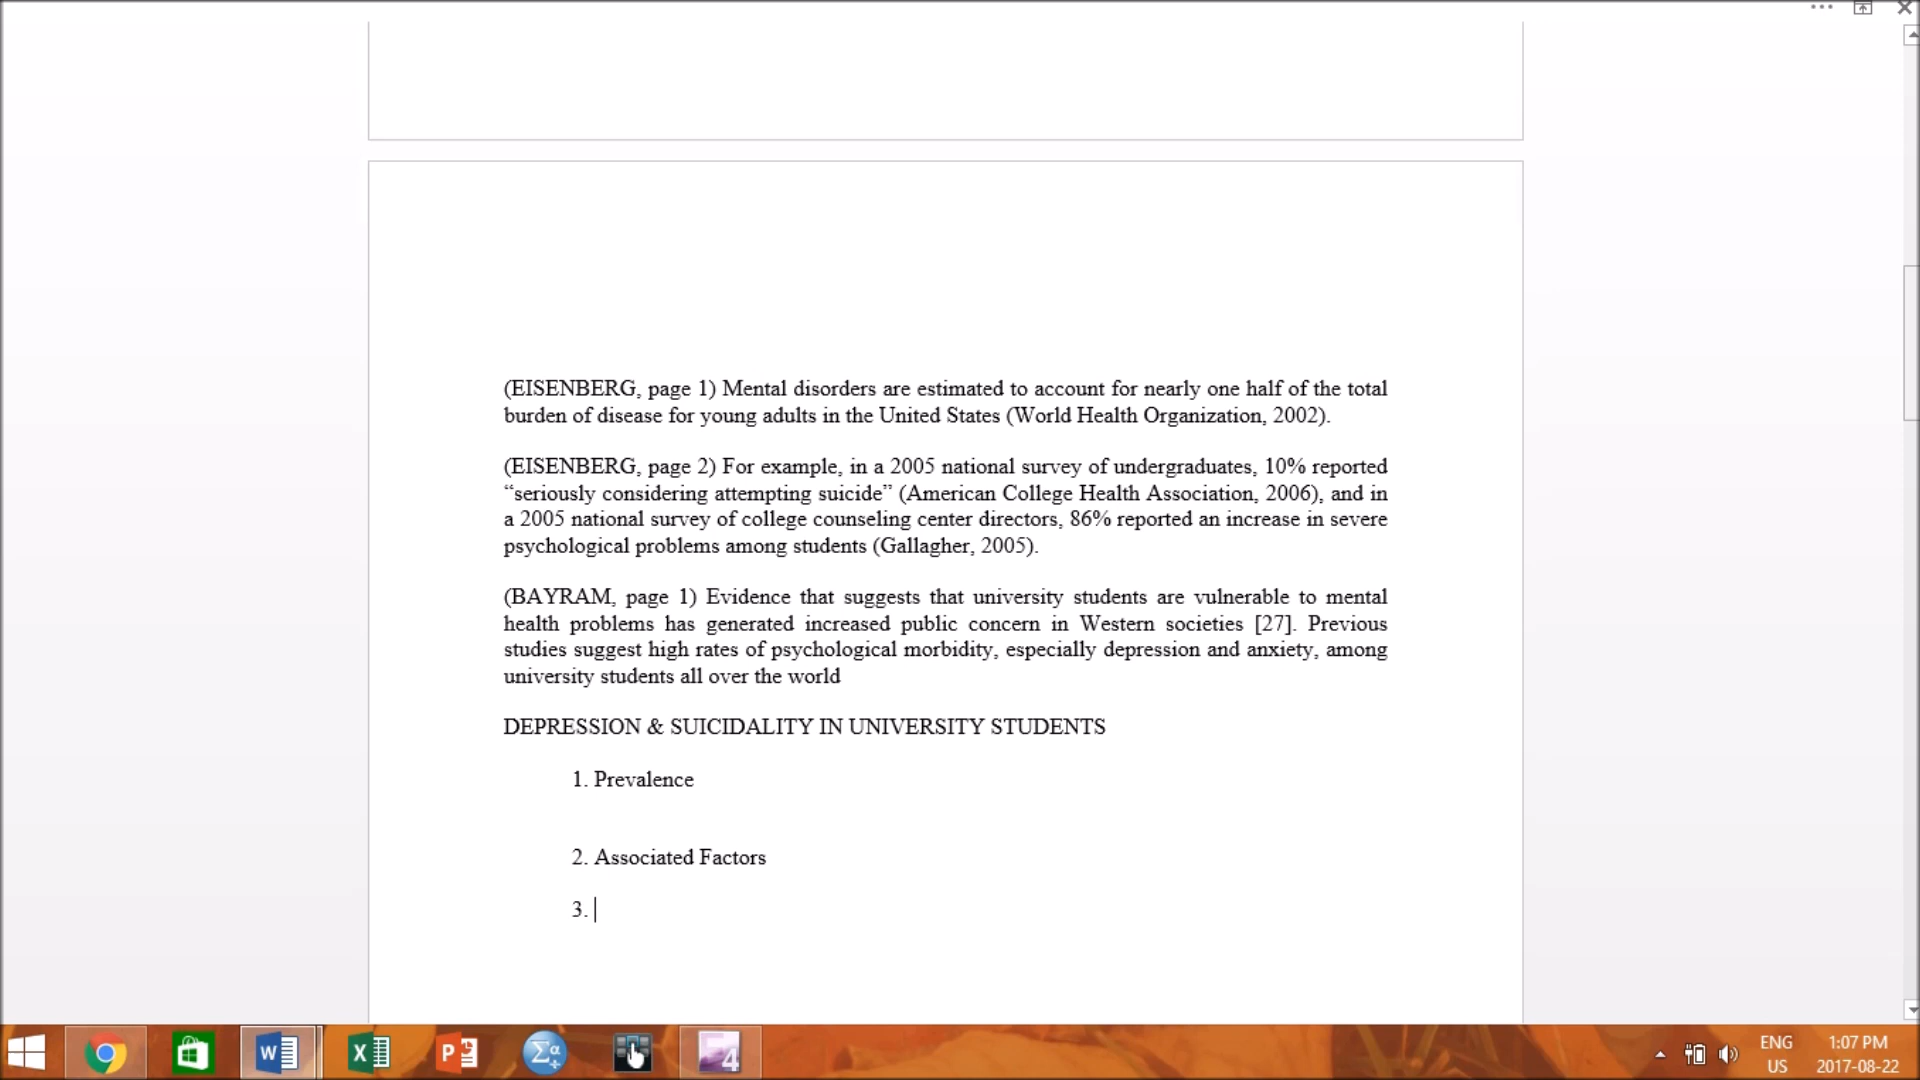 (EISENBERG, page 1) Mental disorders are estimated to account for nearly one half of the total
burden of disease for young adults in the United States (World Health Organization, 2002).
(EISENBERG, page 2) For example, in a 2005 national survey of undergraduates, 10% reported
“seriously considering attempting suicide” (American College Health Association, 2006), and in
a 2005 national survey of college counseling center directors, 86% reported an increase in severe
psychological problems among students (Gallagher, 2005).
(BAYRAM, page 1) Evidence that suggests that university students are vulnerable to mental
health problems has generated increased public concern in Western societies [27]. Previous
studies suggest high rates of psychological morbidity, especially depression and anxiety, among
university students all over the world
DEPRESSION & SUICIDALITY IN UNIVERSITY STUDENTS
1. Prevalence
2. Associated Factors
3.
ENG 1:07 PM
US 2017-08-22